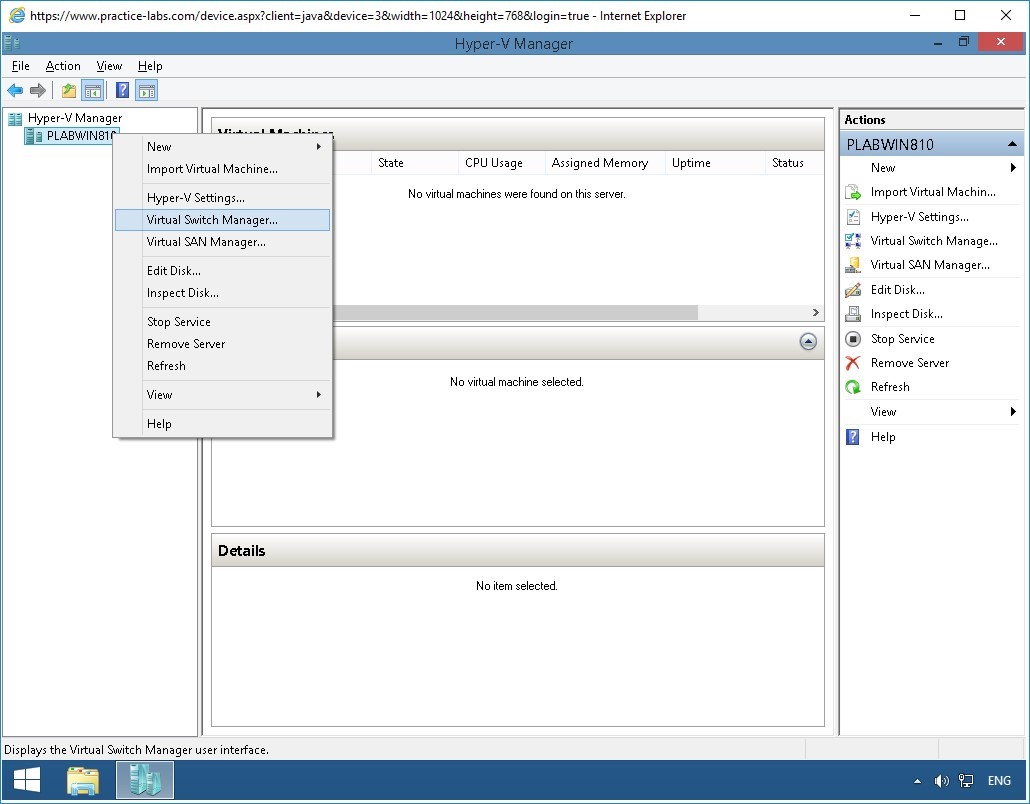 https://www.practice-labs.com/device.aspx?client=java&device=3&width=1024&height=768&login=true - Internet Explorer
Hyper-V Manager
File Action View Help
Hyper-V Manager
PLABWIN810
New
Import Virtual Machine...
Hyper-V Settings...
Virtual Switch Manager...
Virtual SAN Manager...
Edit Disk...
Inspect Disk...
Stop Service
Remove Server
Refresh
View
Help
Virtual Machines
State CPU Usage Assigned Memory Uptime Status
No virtual machines were found on this server.
No virtual machine selected.
Details
No item selected.
Actions
PLABWIN810
New
Import Virtual Machin...
Hyper-V Settings...
Virtual Switch Manage...
Virtual SAN Manager...
Edit Disk...
Inspect Disk...
Stop Service
Remove Server
Refresh
View
Help
Displays the Virtual Switch Manager user interface.
ENG